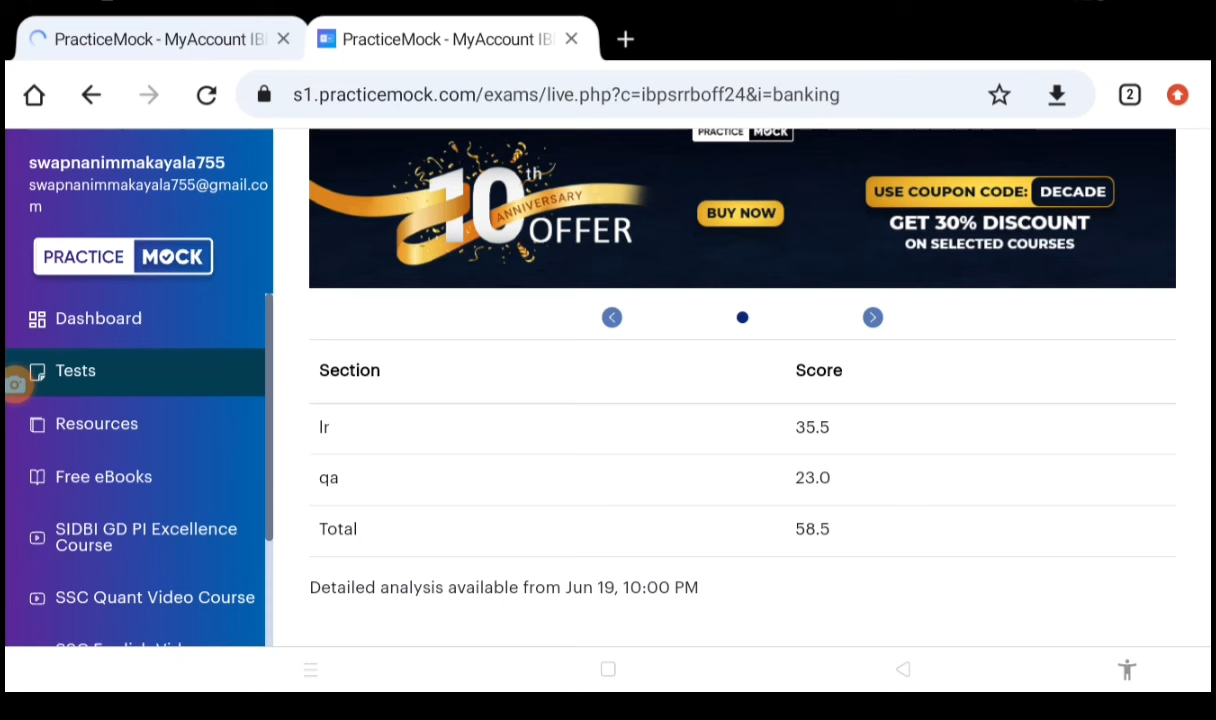 PracticeMock - MyAccount IB
PracticeMock - MyAccount IB
s1.practicemock.com/exams/live.php?c=ibpsrrboff24&i=banking
2
swapnanimmakayala755
swapnanimmakayala755@gmail.co
m
PRACTICE MOCK
Dashboard
Tests
Resources
Free eBooks
SIDBI GD PI Excellence
Course
SSC Quant Video Course
PRACTICE MOCK
10th
ANNIVERSARY
OFFER
BUY NOW
USE COUPON CODE: DECADE
GET 30% DISCOUNT
ON SELECTED COURSES
Section Score
lr 35.5
qa 23.0
Total 58.5
Detailed analysis available from Jun 19, 10:00 PM